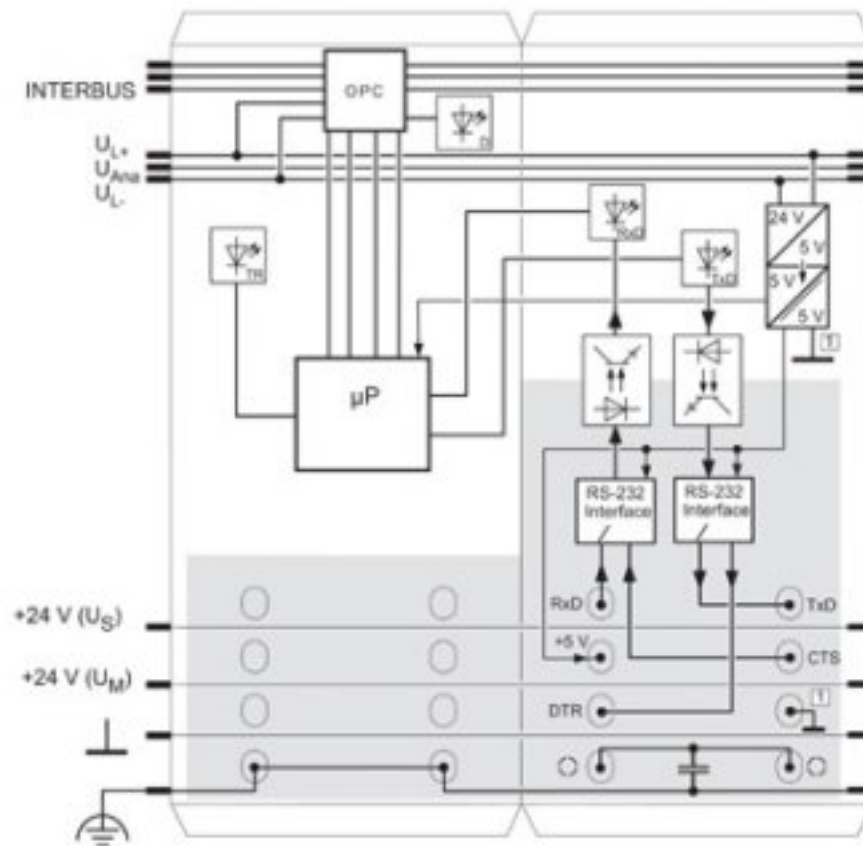 OPC
INTERBUS
D
UL+
UAna
UL-
24 V
5 V
5 V
5 V
1
RxD
TxD
TR
µP
RS-232
Interface
RS-232
Interface
RxD
TxD
+24 V (US)
+5 V
CTS
+24 V (UM)
DTR
1